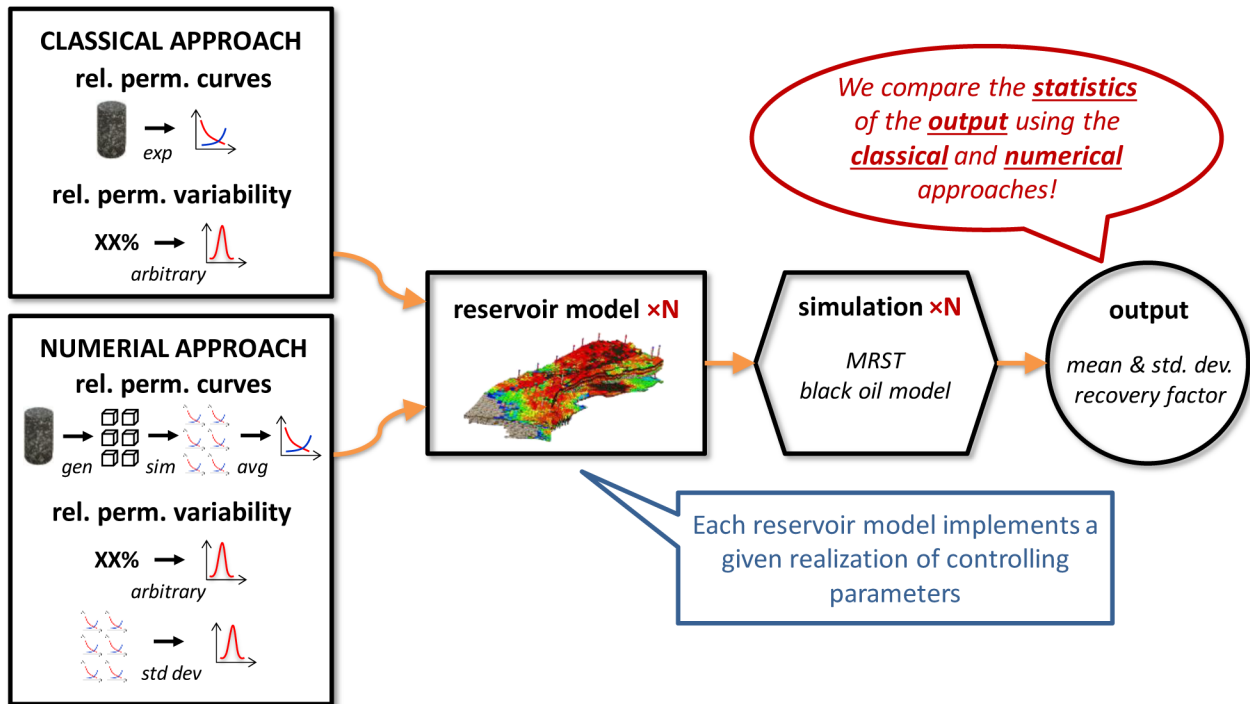 CLASSICAL APPROACH
rel. perm. curves
exp
rel. perm. variability
XX%
arbitrary
NUMERIAL APPROACH
rel. perm. curves
gen
sim
avg
rel. perm. variability
XX%
arbitrary
std dev
reservoir model ×N
Each reservoir model implements a
given realization of controlling
parameters
simulation ×N
MRST
black oil model
We compare the statistics
of the output using the
classical and numerical
approaches!
output
mean & std. dev.
recovery factor